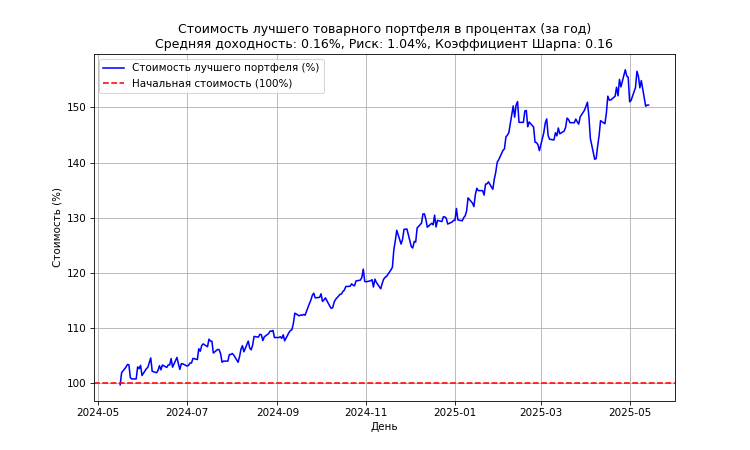 Стоимость лучшего товарного портфеля в процентах (за год)
Средняя доходность: 0.16%, Риск: 1.04%, Коэффициент Шарпа: 0.16
Стоимость лучшего портфеля (%)
Начальная стоимость (100%)
Стоимость (%)
150
140
130
120
110
100
2024-05
2024-07
2024-09
2024-11
2025-01
2025-03
2025-05
День